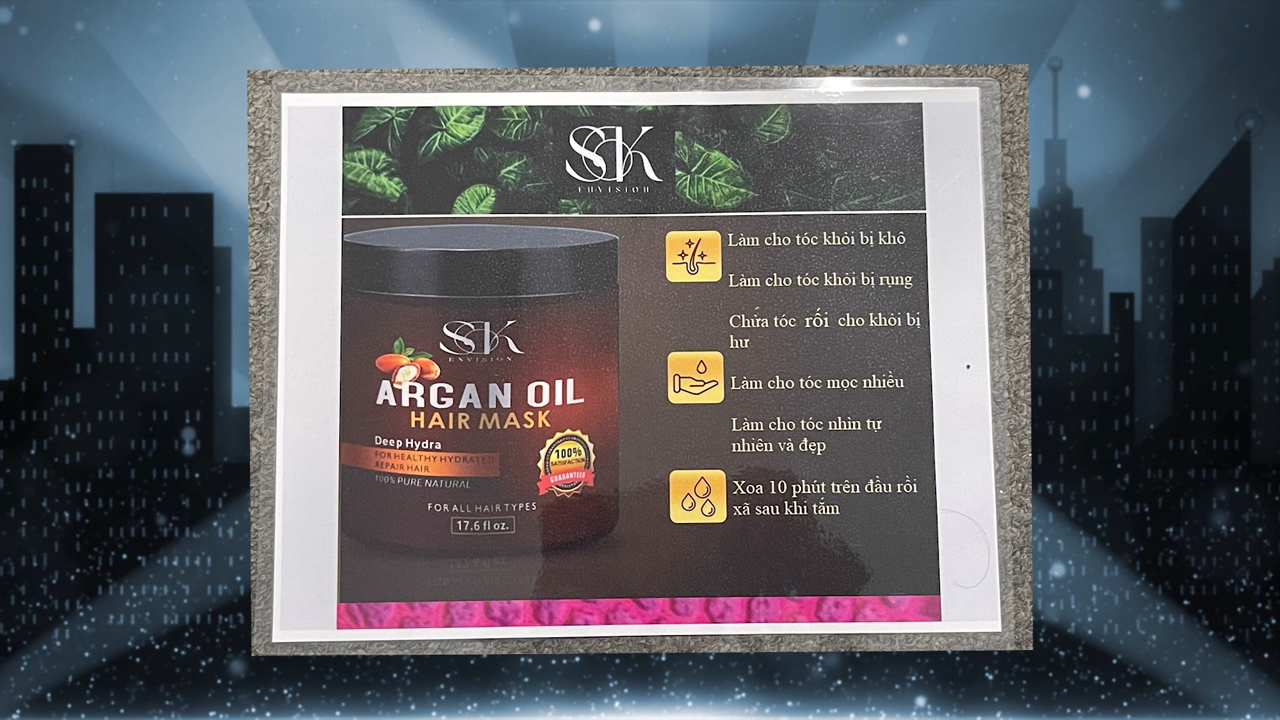 SK
ENVISION
SK
ENVISION
ARGAN OIL
HAIR MASK
Deep Hydra
FOR HEALTHY HYDRATED
REPAIR HAIR
100% PURE NATURAL
100%
SATISFACTION
GUARANTEED
FOR ALL HAIR TYPES
17.6 fl oz.
Làm cho tóc khỏi bị khô
Làm cho tóc khỏi bị rụng
Chứa tóc rối cho khỏi bị
hư
Làm cho tóc mọc nhiều
Làm cho tóc nhìn tự
nhiên và đẹp
Xoa 10 phút trên đầu rồi
xã sau khi tắm